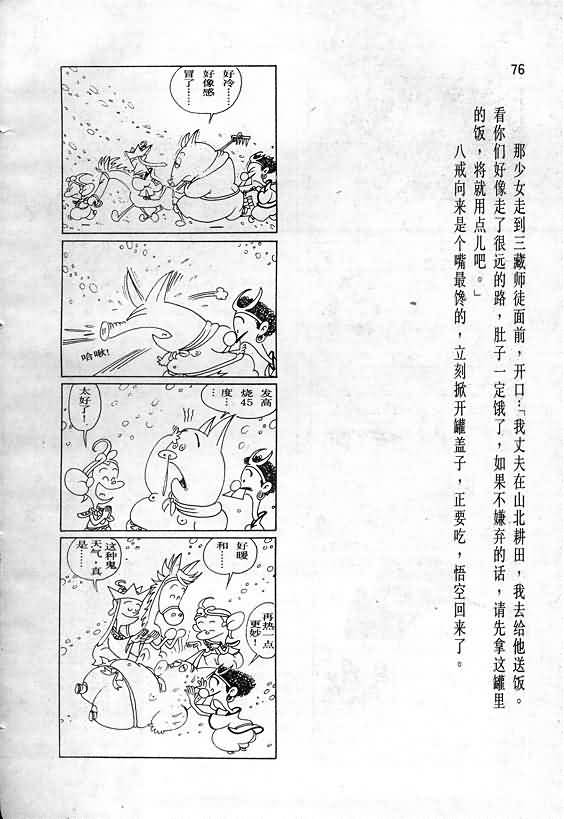 76
那少女走到三藏师徒面前，开口：「我丈夫在山北耕田，我去给他送饭。
看你们好像走了很远的路，肚子一定饿了，如果不嫌弃的话，请先拿这罐里
的饭，将就用点儿吧。」
八戒向来是个嘴最馋的，立刻掀开罐盖子，正要吃，悟空回来了。
好冷……
好像感
冒了……
哈啾！
发高
烧45
度……
太好了！
好暖
和……
这种鬼
天气，真
是……
再热一点
更妙！